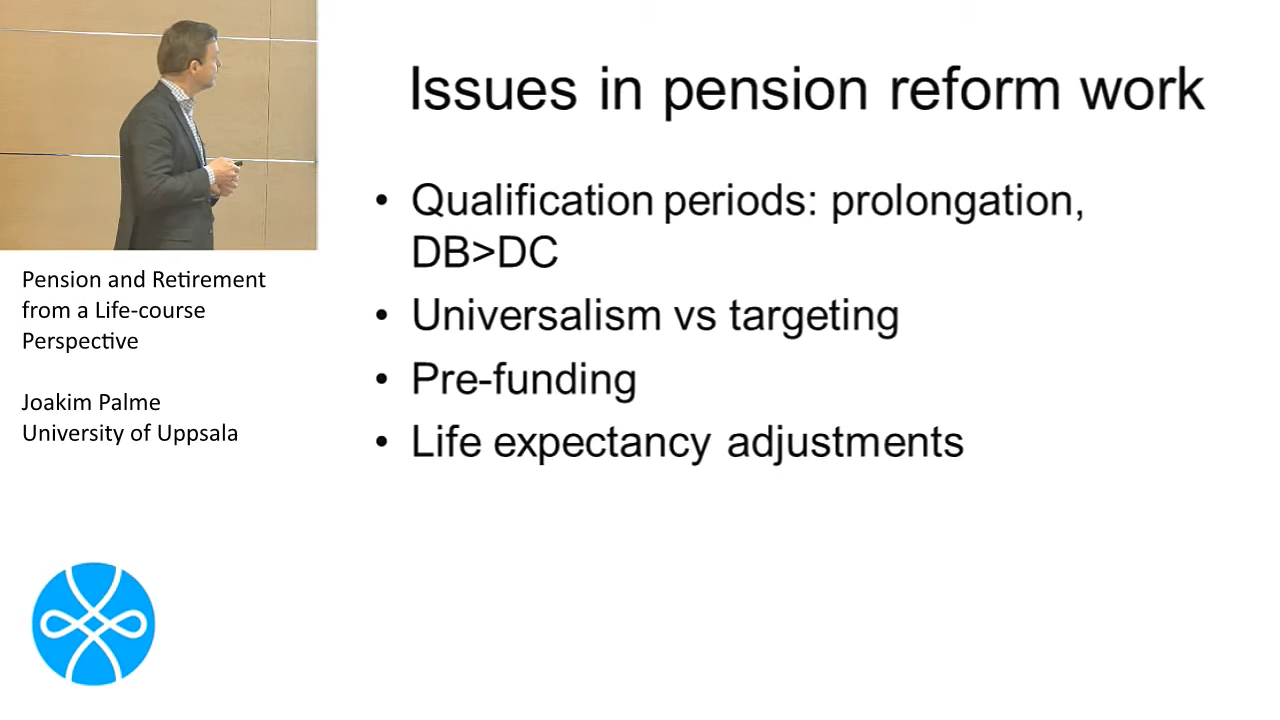 Issues in pension reform work
• Qualification periods: prolongation,
DB>DC
• Universalism vs targeting
• Pre-funding
• Life expectancy adjustments
Pension and Retirement
from a Life-course
Perspective
Joakim Palme
University of Uppsala